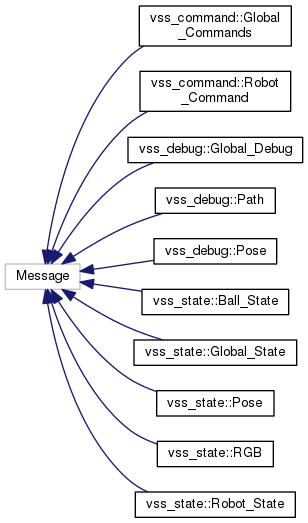 vss_command::Global
_Commands
vss_command::Robot
_Command
vss_debug::Global_Debug
vss_debug::Path
vss_debug::Pose
Message
vss_state::Ball_State
vss_state::Global_State
vss_state::Pose
vss_state::RGB
vss_state::Robot_State